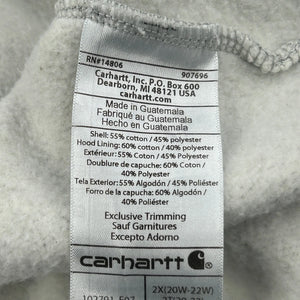 RN#14806 907696
Carhartt, Inc. P.O. Box 600
Dearborn, MI 48121 USA
carhartt.com
Made in Guatemala
Fabriqué au Guatemala
Hecho en Guatemala
Shell: 55% cotton / 45% polyester
Hood Lining: 60% cotton / 40% polyester
Extérieur: 55% Coton / 45% Polyester
Doublure de capuche: 60% Coton /
40% Polyester
Tela Exterior: 55% Algodón / 45% Poliéster
Forro de la capucha: 60% Algodón /
40% Poliéster
Exclusive Trimming
Sauf Garnitures
Excepto Adorno
carhartt
2X(20W-22W)